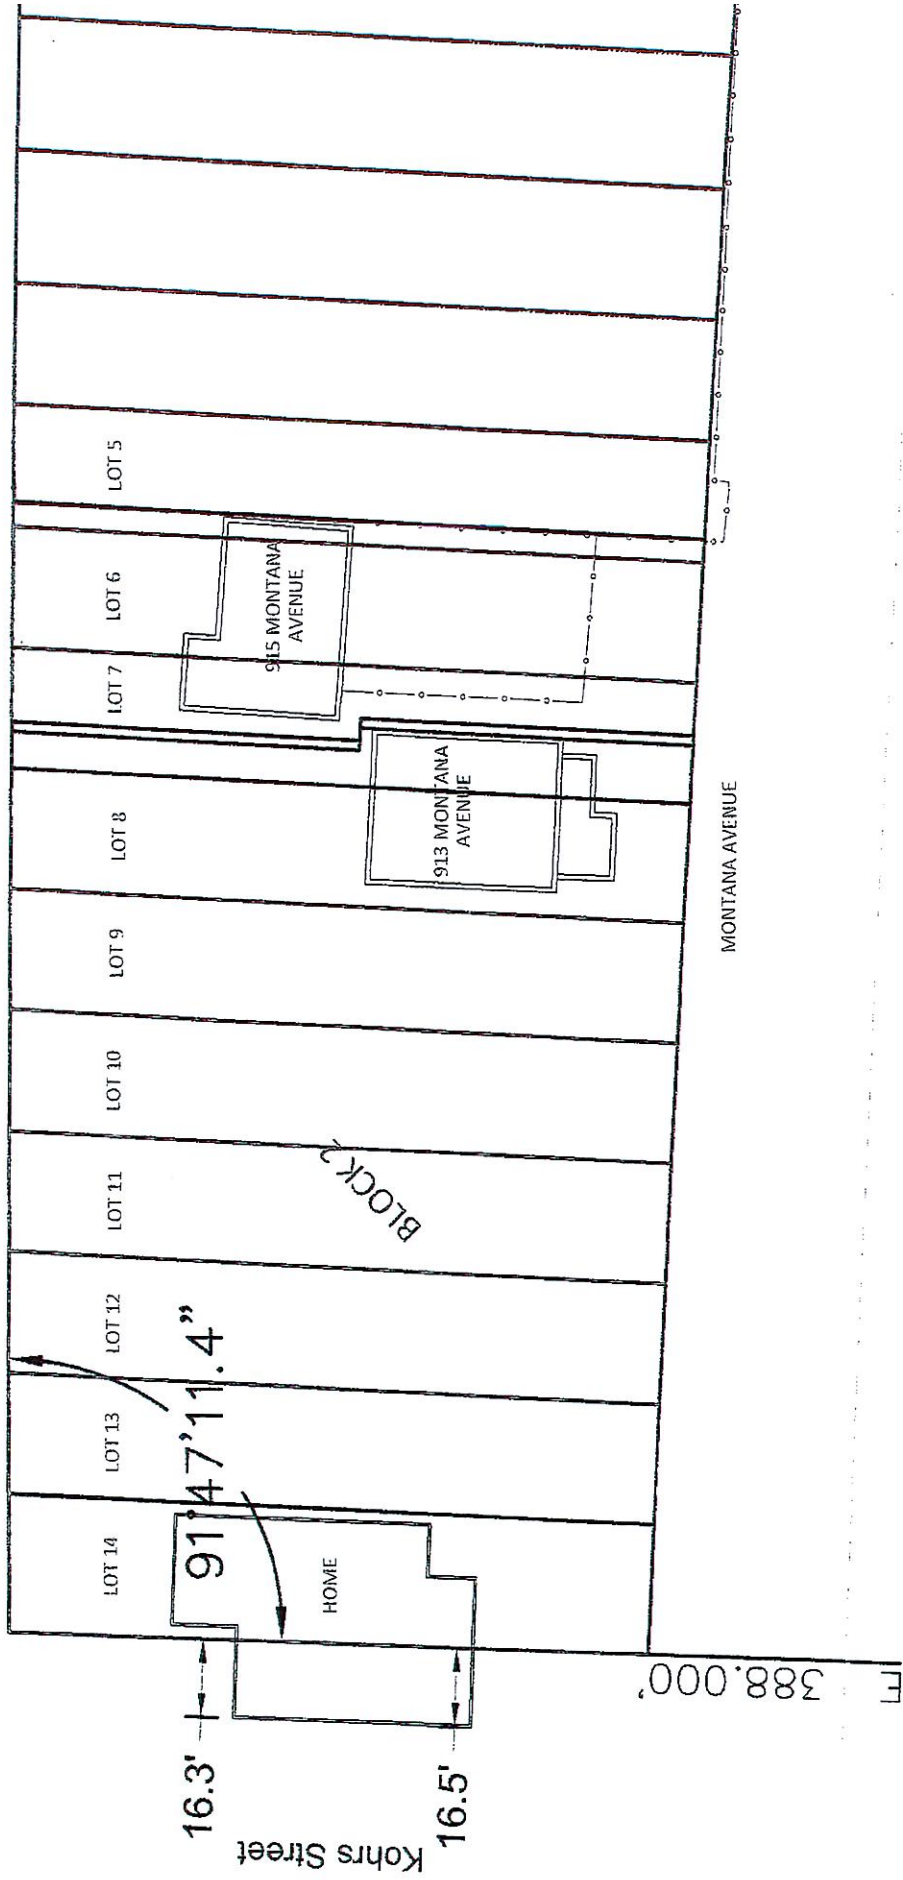 LOT 5
LOT 6
LOT 7
915 MONTANA
AVENUE
913 MONTANA
AVENUE
LOT 8
LOT 9
LOT 10
LOT 11
LOT 12
LOT 13
LOT 14
BLOCK 2
MONTANA AVENUE
91°47'11.4"
HOME
16.3'
16.5'
Kohrs Street
E 388.000'